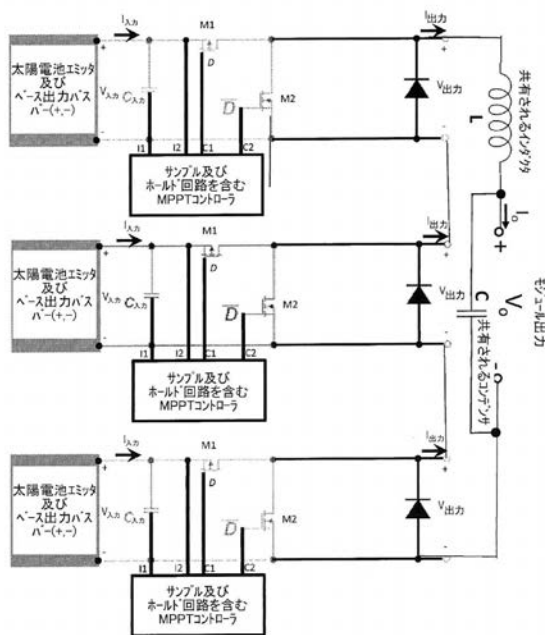 I入力
M1
I出力
太陽電池エミッタ
及び
ベース出力バス
バー(+,-)
+
V入力
-
C入力
D
D̅
M2
V出力
+
-
I1 I2 C1 C2
サンプル及び
ホールド回路を含む
MPPTコントローラ
共有されるインダクタ
L
I入力
M1
I出力
太陽電池エミッタ
及び
ベース出力バス
バー(+,-)
+
V入力
-
C入力
D
D̅
M2
V出力
+
-
I1 I2 C1 C2
サンプル及び
ホールド回路を含む
MPPTコントローラ
Io
+
Vo
-
モジュール出力
C
共有されるコンデンサ
I入力
M1
I出力
太陽電池エミッタ
及び
ベース出力バス
バー(+,-)
+
V入力
-
C入力
D
D̅
M2
V出力
+
-
I1 I2 C1 C2
サンプル及び
ホールド回路を含む
MPPTコントローラ